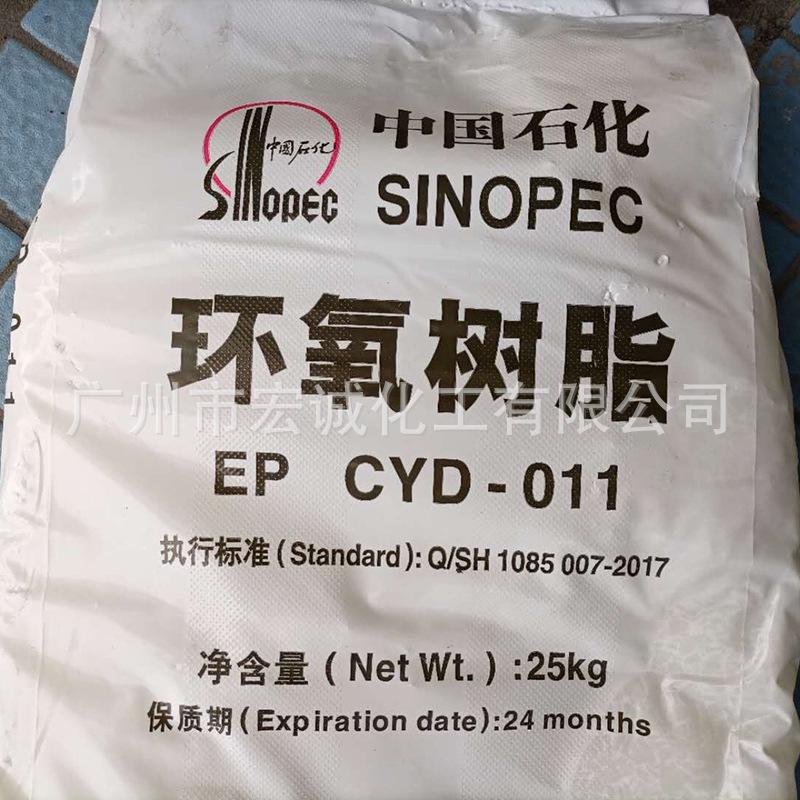 中国石化
SINOPEC
中国石化
SINOPEC
环氧树脂
广州市宏诚化工有限公司
EP CYD-011
执行标准(Standard):Q/SH 1085 007-2017
净含量(Net Wt.):25kg
保质期(Expiration date):24 months